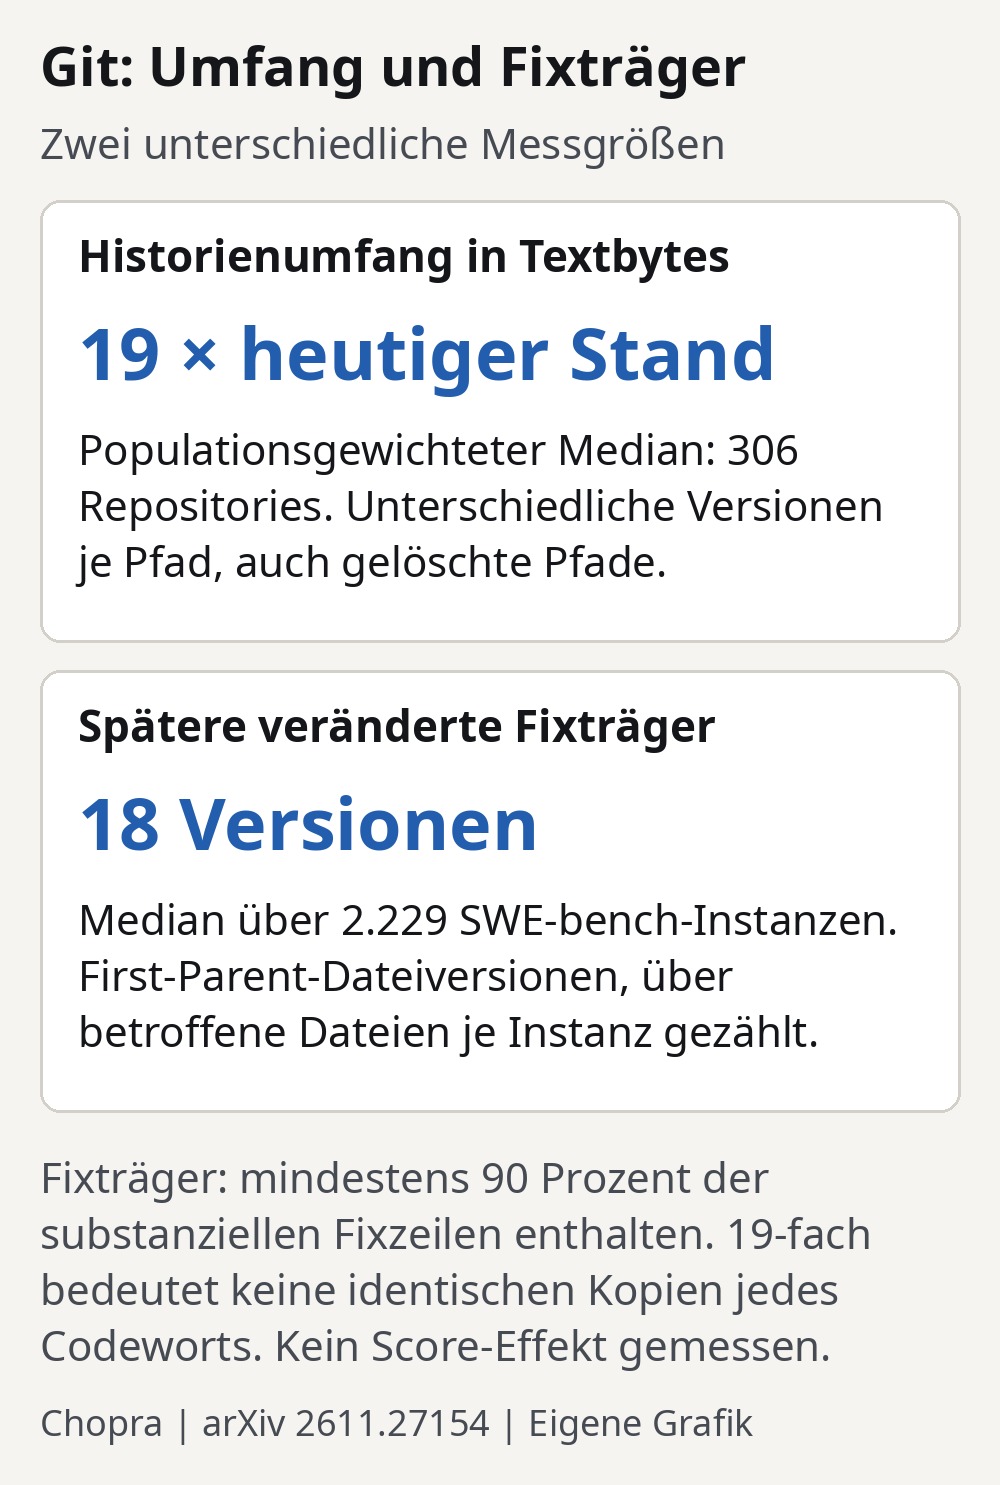 Git: Umfang und Fixträger
Zwei unterschiedliche Messgrößen
Historienumfang in Textbytes
19 × heutiger Stand
Populationsgewichteter Median: 306
Repositories. Unterschiedliche Versionen
je Pfad, auch gelöschte Pfade.
Spätere veränderte Fixträger
18 Versionen
Median über 2.229 SWE-bench-Instanzen.
First-Parent-Dateiversionen, über
betroffene Dateien je Instanz gezählt.
Fixträger: mindestens 90 Prozent der
substanziellen Fixzeilen enthalten. 19-fach
bedeutet keine identischen Kopien jedes
Codeworts. Kein Score-Effekt gemessen.
Chopra | arXiv 2611.27154 | Eigene Grafik